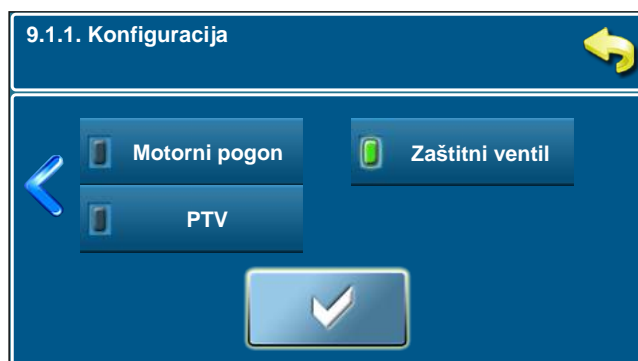 9.1.1. Konfiguracija
Motorni pogon
Zaštitni ventil
PTV